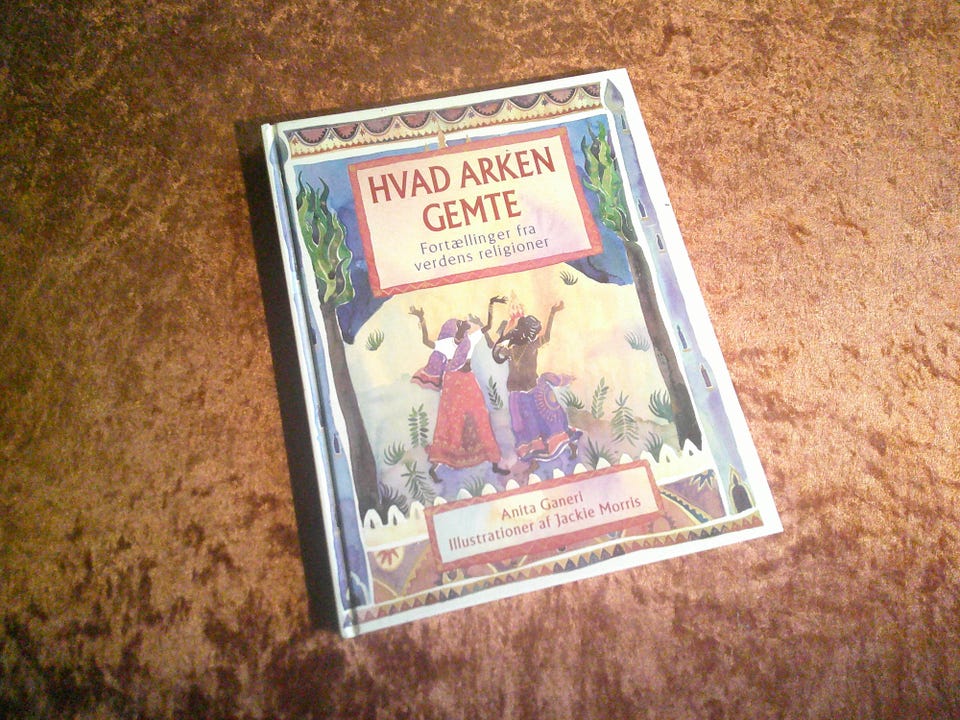 HVAD ARKEN
GEMTE
Fortællinger fra
verdens religioner
Anita Ganeri
Illustrationer af Jackie Morris